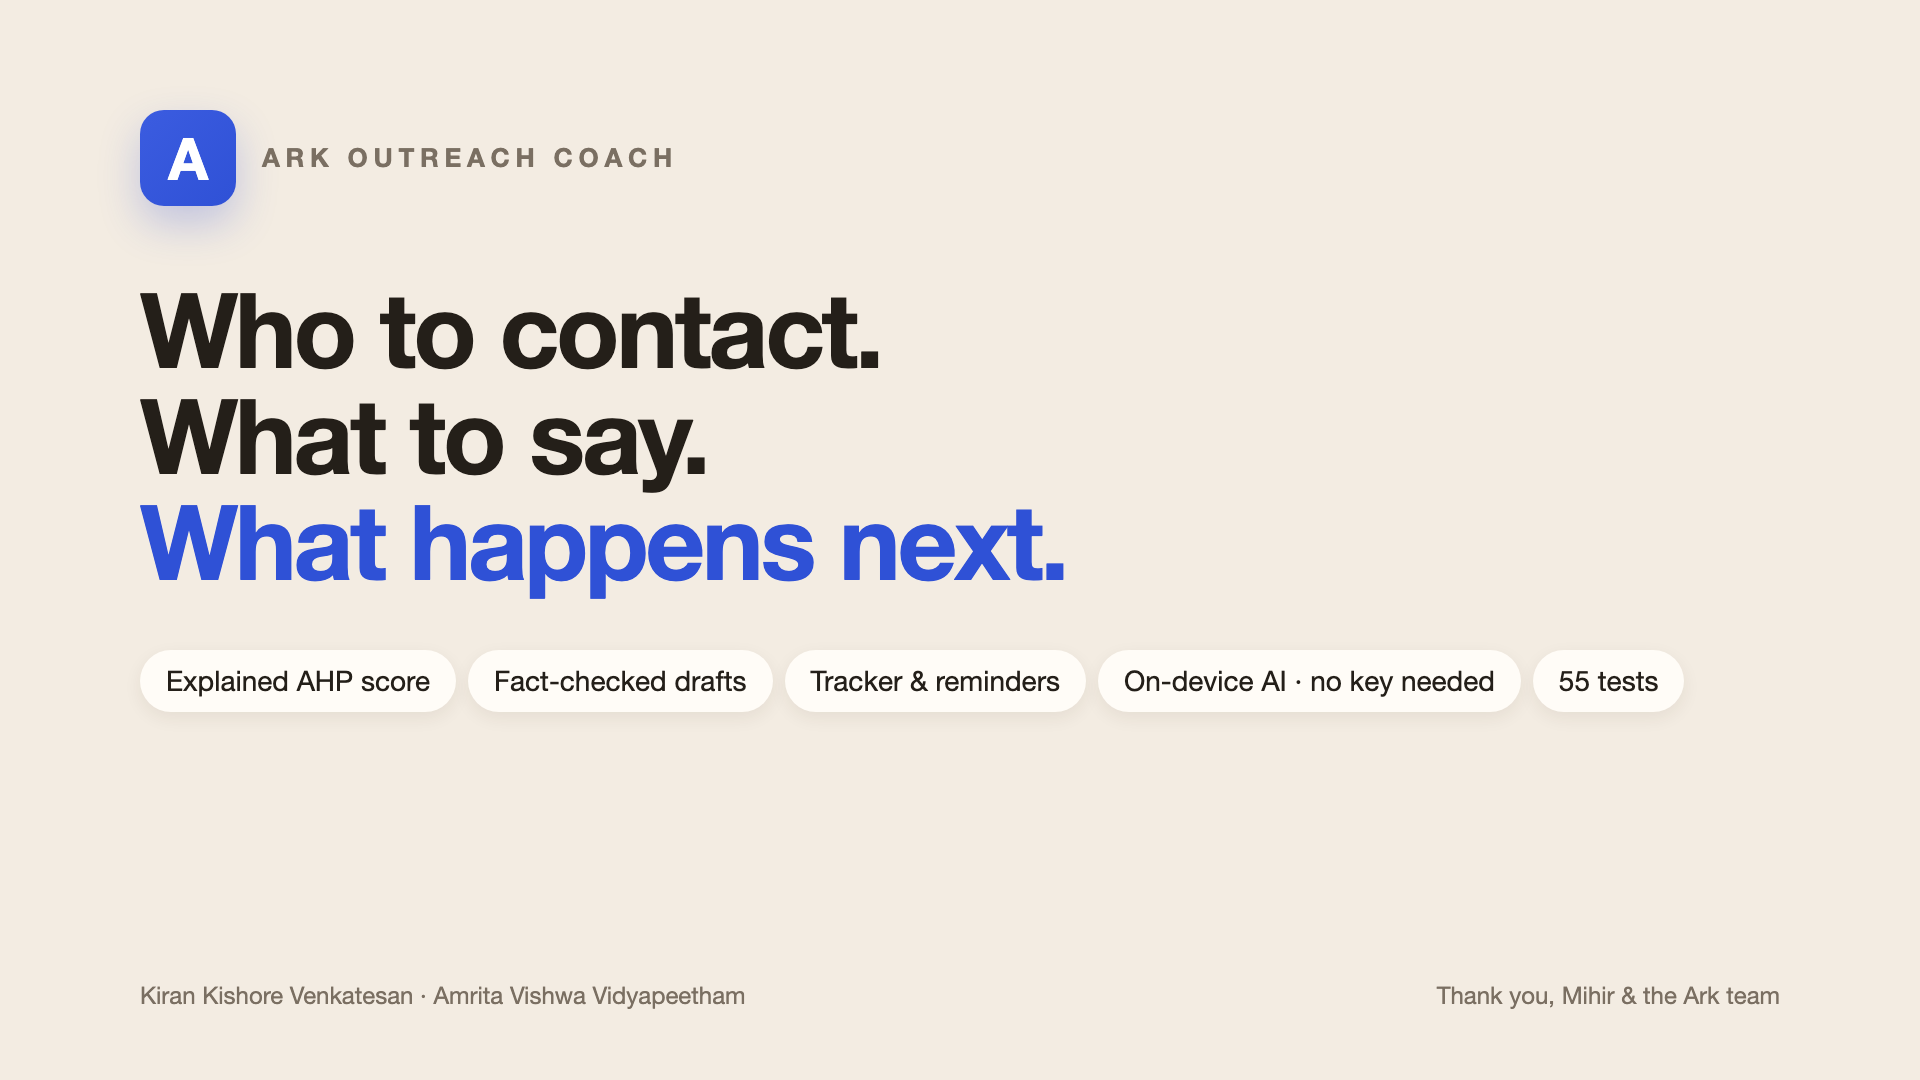 A
ARK OUTREACH COACH
Who to contact.
What to say.
What happens next.
Explained AHP score
Fact-checked drafts
Tracker & reminders
On-device AI · no key needed
55 tests
Kiran Kishore Venkatesan · Amrita Vishwa Vidyapeetham
Thank you, Mihir & the Ark team